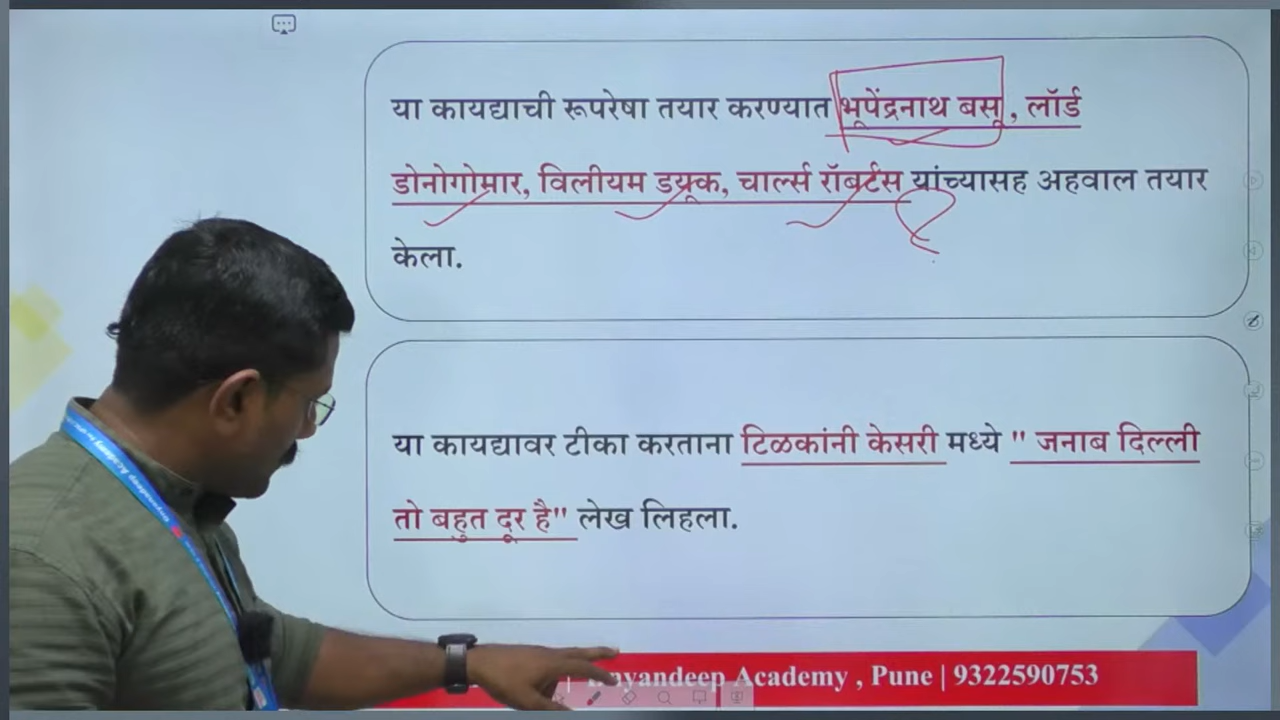 या कायद्याची रूपरेषा तयार करण्यात भूपेंद्रनाथ बसू, लॉर्ड
डोनोगोमार, विलीयम डय्रूक, चार्ल्स रॉबर्टस यांच्यासह अहवाल तयार
केला.
या कायद्यावर टीका करताना टिळकांनी केसरी मध्ये " जनाब दिल्ली
तो बहुत दूर है" लेख लिहला.
Academy , Pune | 9322590753